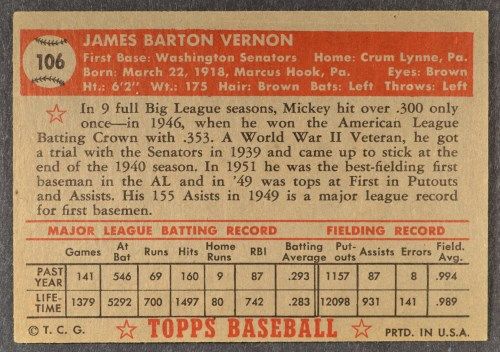 106
JAMES BARTON VERNON
First Base: Washington Senators Home: Crum Lynne, Pa.
Born: March 22, 1918, Marcus Hook, Pa. Eyes: Brown
Ht.: 6'2" Wt.: 175 Hair: Brown Bats: Left Throws: Left
In 9 full Big League seasons, Mickey hit over .300 only
once—in 1946, when he won the American League
Batting Crown with .353. A World War II Veteran, he got
a trial with the Senators in 1939 and came up to stick at the
end of the 1940 season. In 1951 he was the best-fielding first
baseman in the AL and in '49 was tops at First in Putouts
and Assists. His 155 Asists in 1949 is a major league record
for first basemen.
MAJOR LEAGUE BATTING RECORD FIELDING RECORD
Games At Bat Runs Hits Home Runs RBI Batting Average Put-outs Assists Errors Field. Avg.
PAST YEAR 141 546 69 160 9 87 .293 1157 87 8 .994
LIFE-TIME 1379 5292 700 1497 80 742 .283 12098 931 141 .989
© T. C. G. TOPPS BASEBALL PRTD. IN U.S.A.